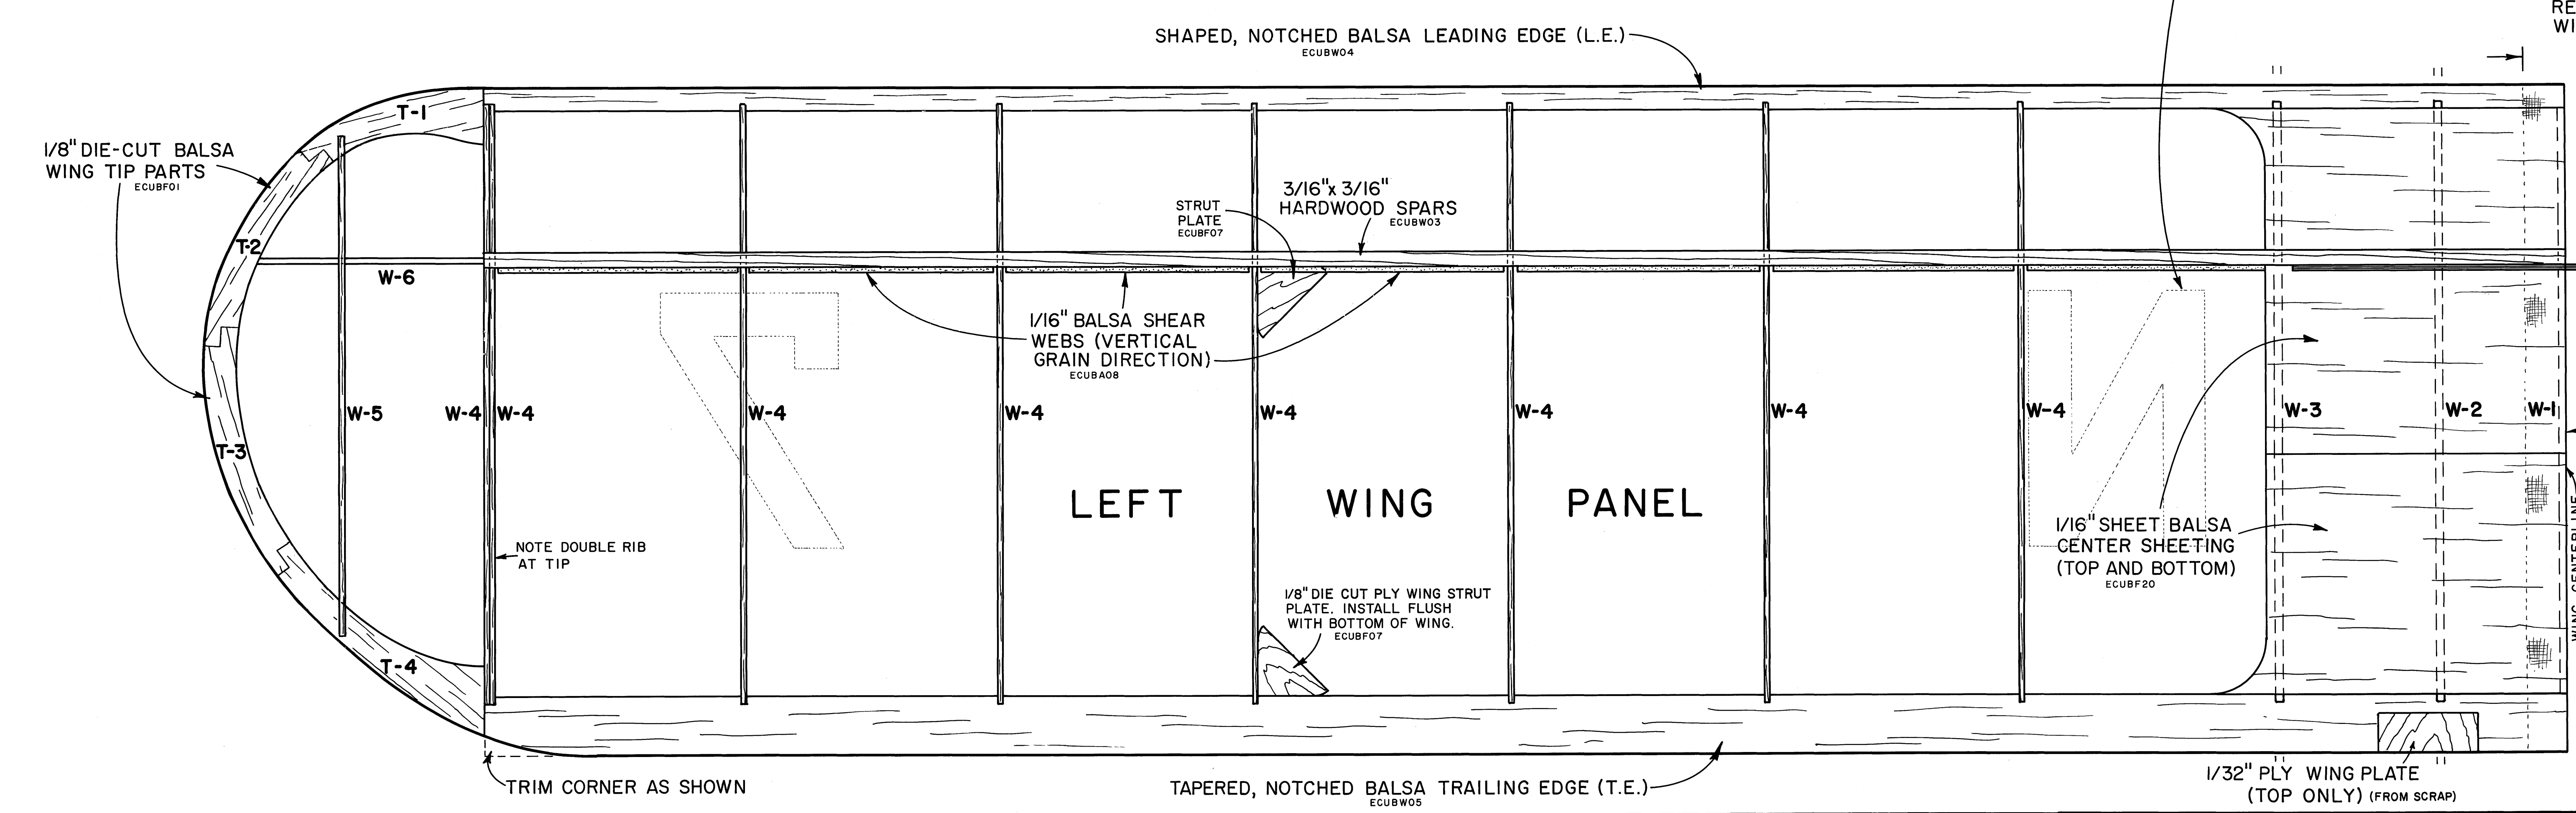 RE
WI
SHAPED, NOTCHED BALSA LEADING EDGE (L.E.)
ECUBW04
T-1
1/8" DIE-CUT BALSA
WING TIP PARTS
ECUBF01
3/16" x 3/16"
HARDWOOD SPARS
ECUBW03
STRUT
PLATE
ECUBF07
T-2
W-6
1/16" BALSA SHEAR
WEBS (VERTICAL
GRAIN DIRECTION)
ECUBA08
7
N
W-5
W-4
W-4
W-4
W-4
W-4
W-4
W-4
W-4
W-3
W-2
W-1
T-3
LEFT WING PANEL
NOTE DOUBLE RIB
AT TIP
1/16" SHEET BALSA
CENTER SHEETING
(TOP AND BOTTOM)
ECUBF20
WING CENTERLINE
1/8" DIE CUT PLY WING STRUT
PLATE. INSTALL FLUSH
WITH BOTTOM OF WING.
ECUBF07
T-4
TRIM CORNER AS SHOWN
TAPERED, NOTCHED BALSA TRAILING EDGE (T.E.)
ECUBW05
1/32" PLY WING PLATE
(TOP ONLY) (FROM SCRAP)